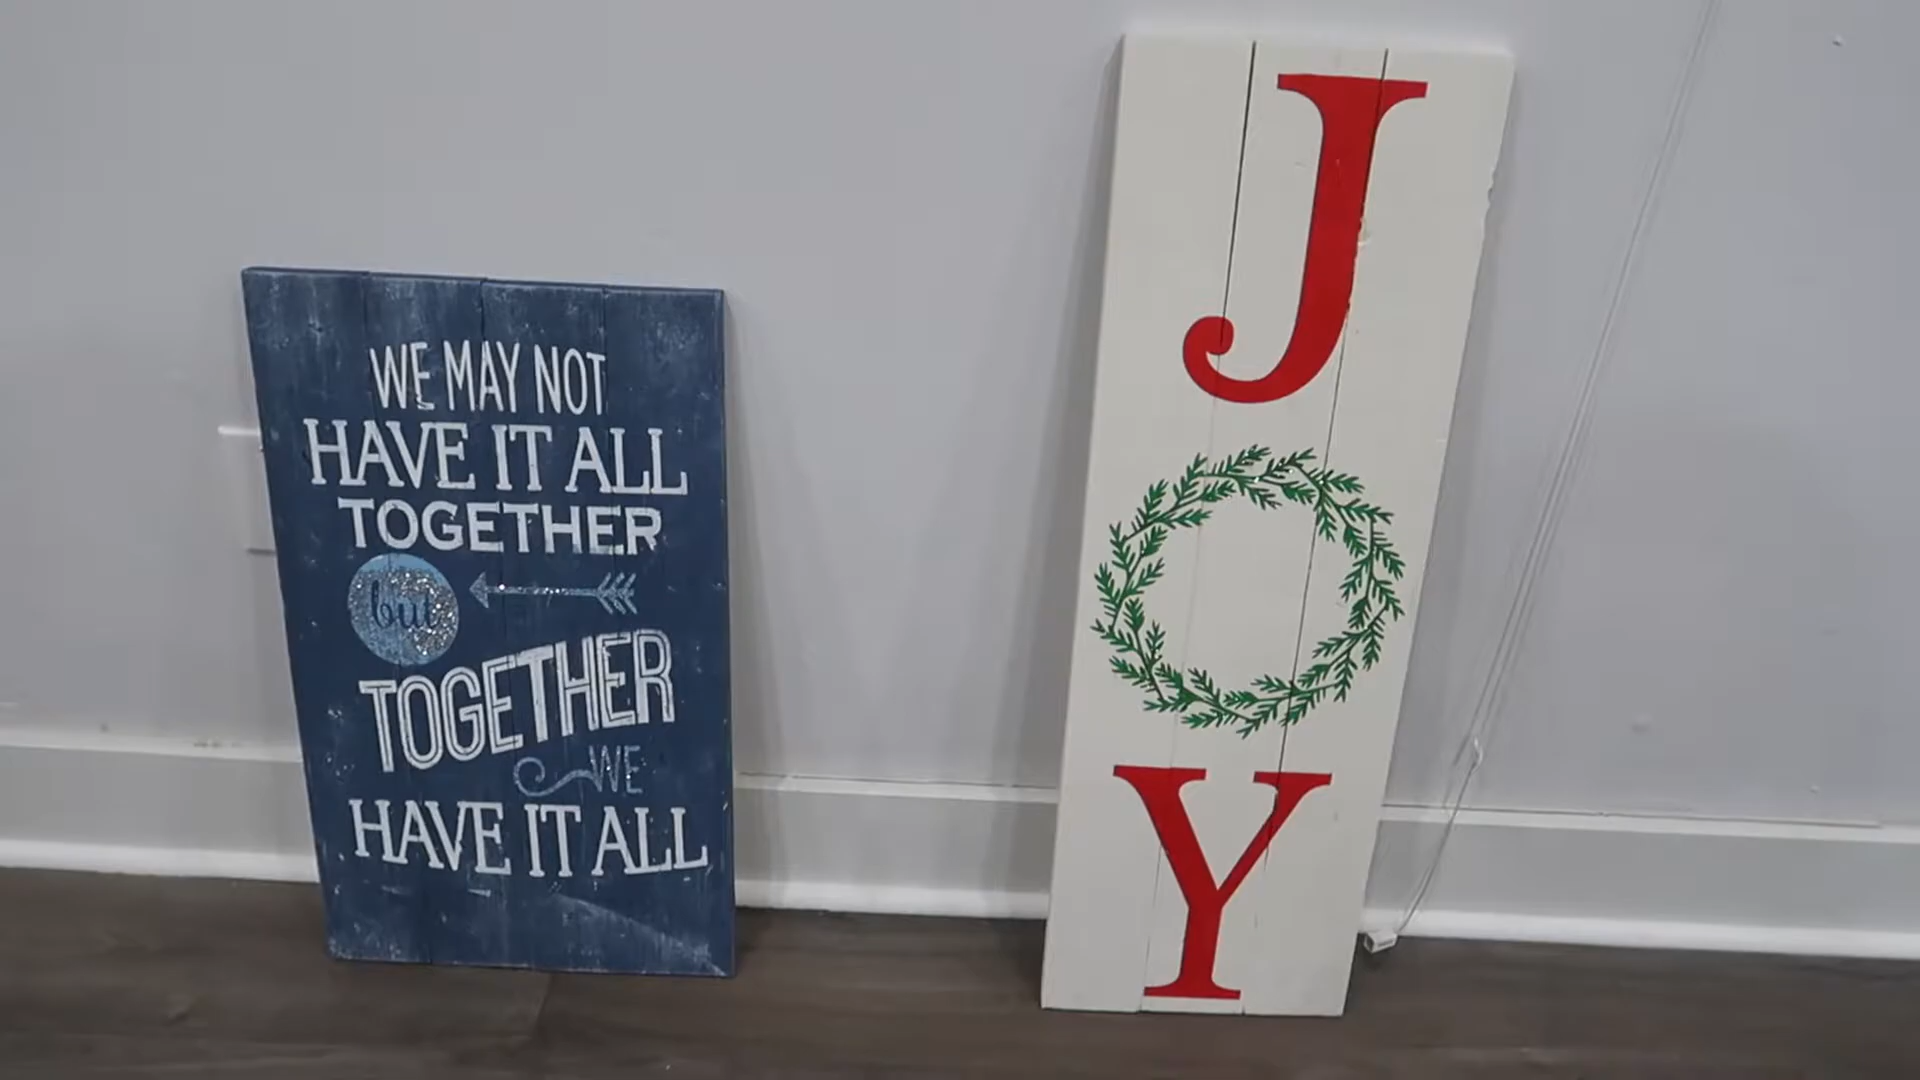 WE MAY NOT
HAVE IT ALL
TOGETHER
but
TOGETHER
WE
HAVE IT ALL
J
O
Y